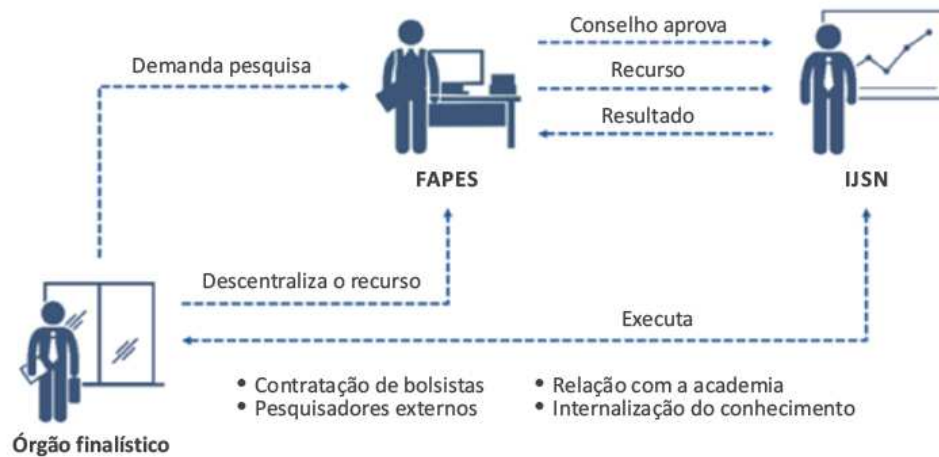 Conselho aprova
Demanda pesquisa
Recurso
Resultado
FAPES
IJSN
Descentraliza o recurso
Executa
• Contratação de bolsistas
• Pesquisadores externos
• Relação com a academia
• Internalização do conhecimento
Órgão finalístico